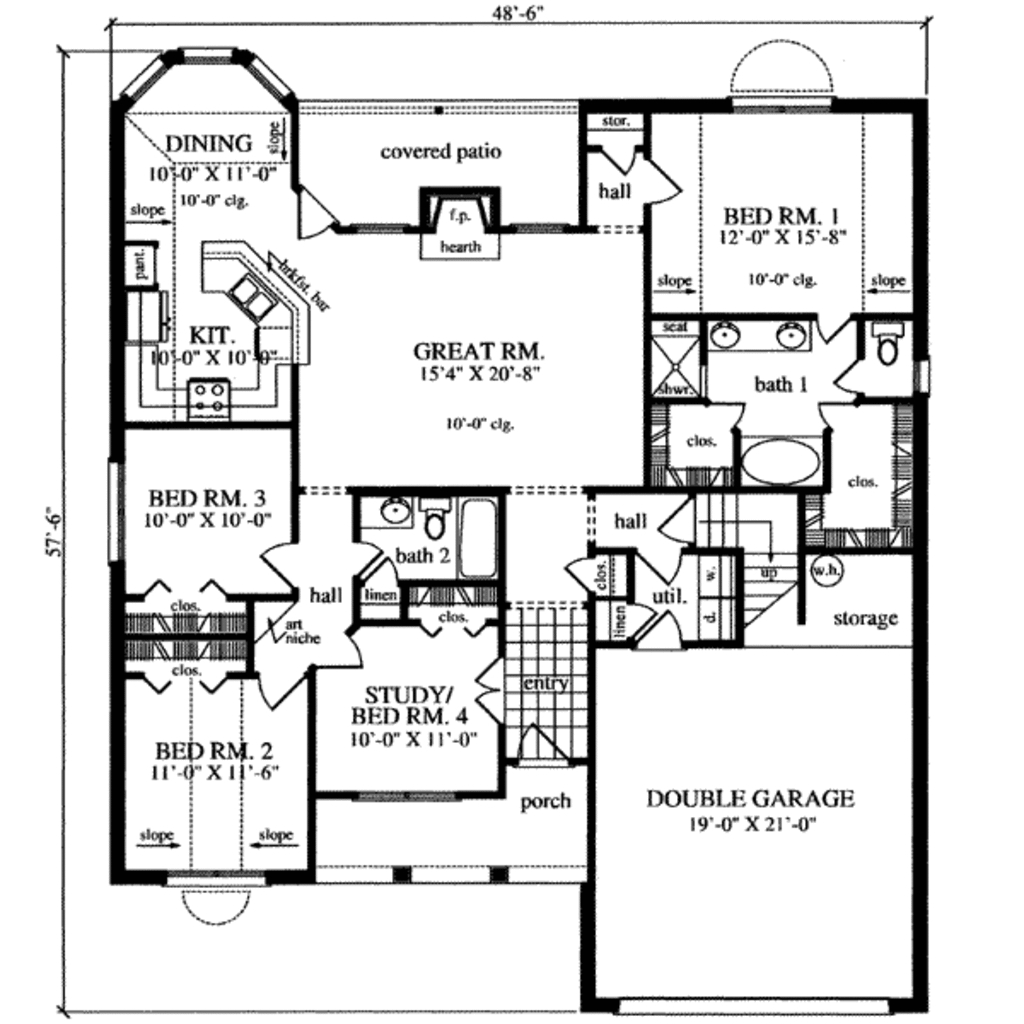 48'-6"
57'-6"
DINING
10'-0" X 11'-0"
10'-0" clg.
slope
slope
covered patio
f.p.
hearth
stor.
hall
BED RM. 1
12'-0" X 15'-8"
10'-0" clg.
slope
slope
pant.
brkfst. bar
KIT.
10'-0" X 10'-0"
GREAT RM.
15'4" X 20'-8"
10'-0" clg.
seat
shwr.
bath 1
clos.
clos.
BED RM. 3
10'-0" X 10'-0"
clos.
clos.
hall
art
niche
bath 2
linen
clos.
hall
clos.
linen
util.
w.
d.
up
w.h.
storage
entry
STUDY/
BED RM. 4
10'-0" X 11'-0"
BED RM. 2
11'-0" X 11'-6"
slope
slope
porch
DOUBLE GARAGE
19'-0" X 21'-0"